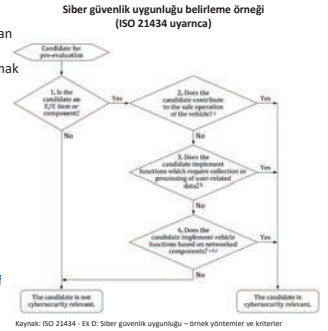 Siber güvenlik uygunluğu belirleme örneği
(ISO 21434 uyarınca)
an
mak
Candidate for
pre-evaluation
1. Is the
candidate an
E/E item or
component?
Yes
No
2. Does the
candidate contribute
to the safe operation
of the vehicle?
Yes
No
3. Does the
candidate implement
functions which require collection or
processing of user-related
data?
Yes
No
4. Does the
candidate implement vehicle
functions based on networked
components?
Yes
No
The candidate is not
cybersecurity relevant.
The candidate is
cybersecurity relevant.
Kaynak: ISO 21434 - Ek D: Siber güvenlik uygunluğu – örnek yöntemler ve kriterler